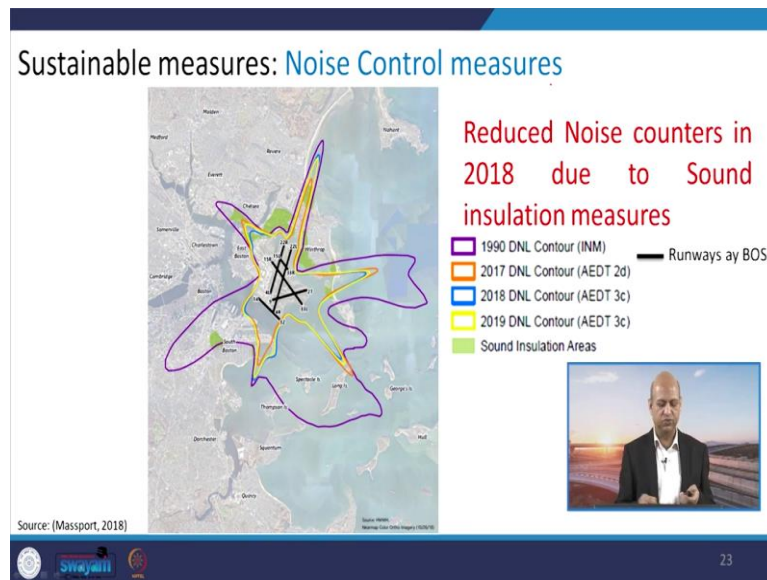 Sustainable measures: Noise Control measures
Malden
Medford
Nahant
Revere
Everett
Chelsea
Somerville
Charlestown
East
Boston
Winthrop
Cambridge
Boston
South
Boston
Spectacle Is
Long Is
George's Is
Thompson Is
Dorchester
Squantum
Hull
Quincy
Reduced Noise counters in
2018 due to Sound
insulation measures
1990 DNL Contour (INM)
2017 DNL Contour (AEDT 2d)
2018 DNL Contour (AEDT 3c)
2019 DNL Contour (AEDT 3c)
Sound Insulation Areas
Runways ay BOS
Source: (Massport, 2018)
swayam
23